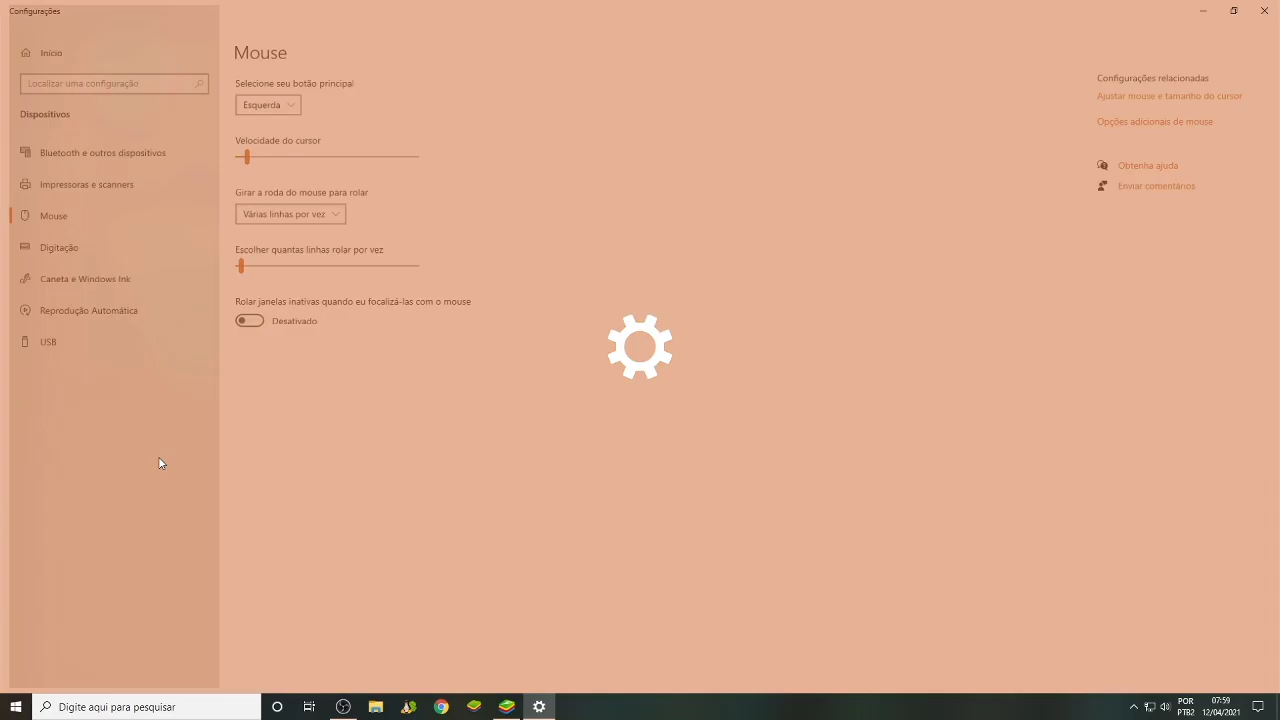 Configurações
Início
Localizar uma configuração
Dispositivos
Bluetooth e outros dispositivos
Impressoras e scanners
Mouse
Digitação
Caneta e Windows Ink
Reprodução Automática
USB
Mouse
Selecione seu botão principal
Esquerda
Velocidade do cursor
Girar a roda do mouse para rolar
Várias linhas por vez
Escolher quantas linhas rolar por vez
Rolar janelas inativas quando eu focalizá-las com o mouse
Desativado
Configurações relacionadas
Ajustar mouse e tamanho do cursor
Opções adicionais de mouse
Obtenha ajuda
Enviar comentários
Digite aqui para pesquisar
POR
PTB2
07:59
12/04/2021